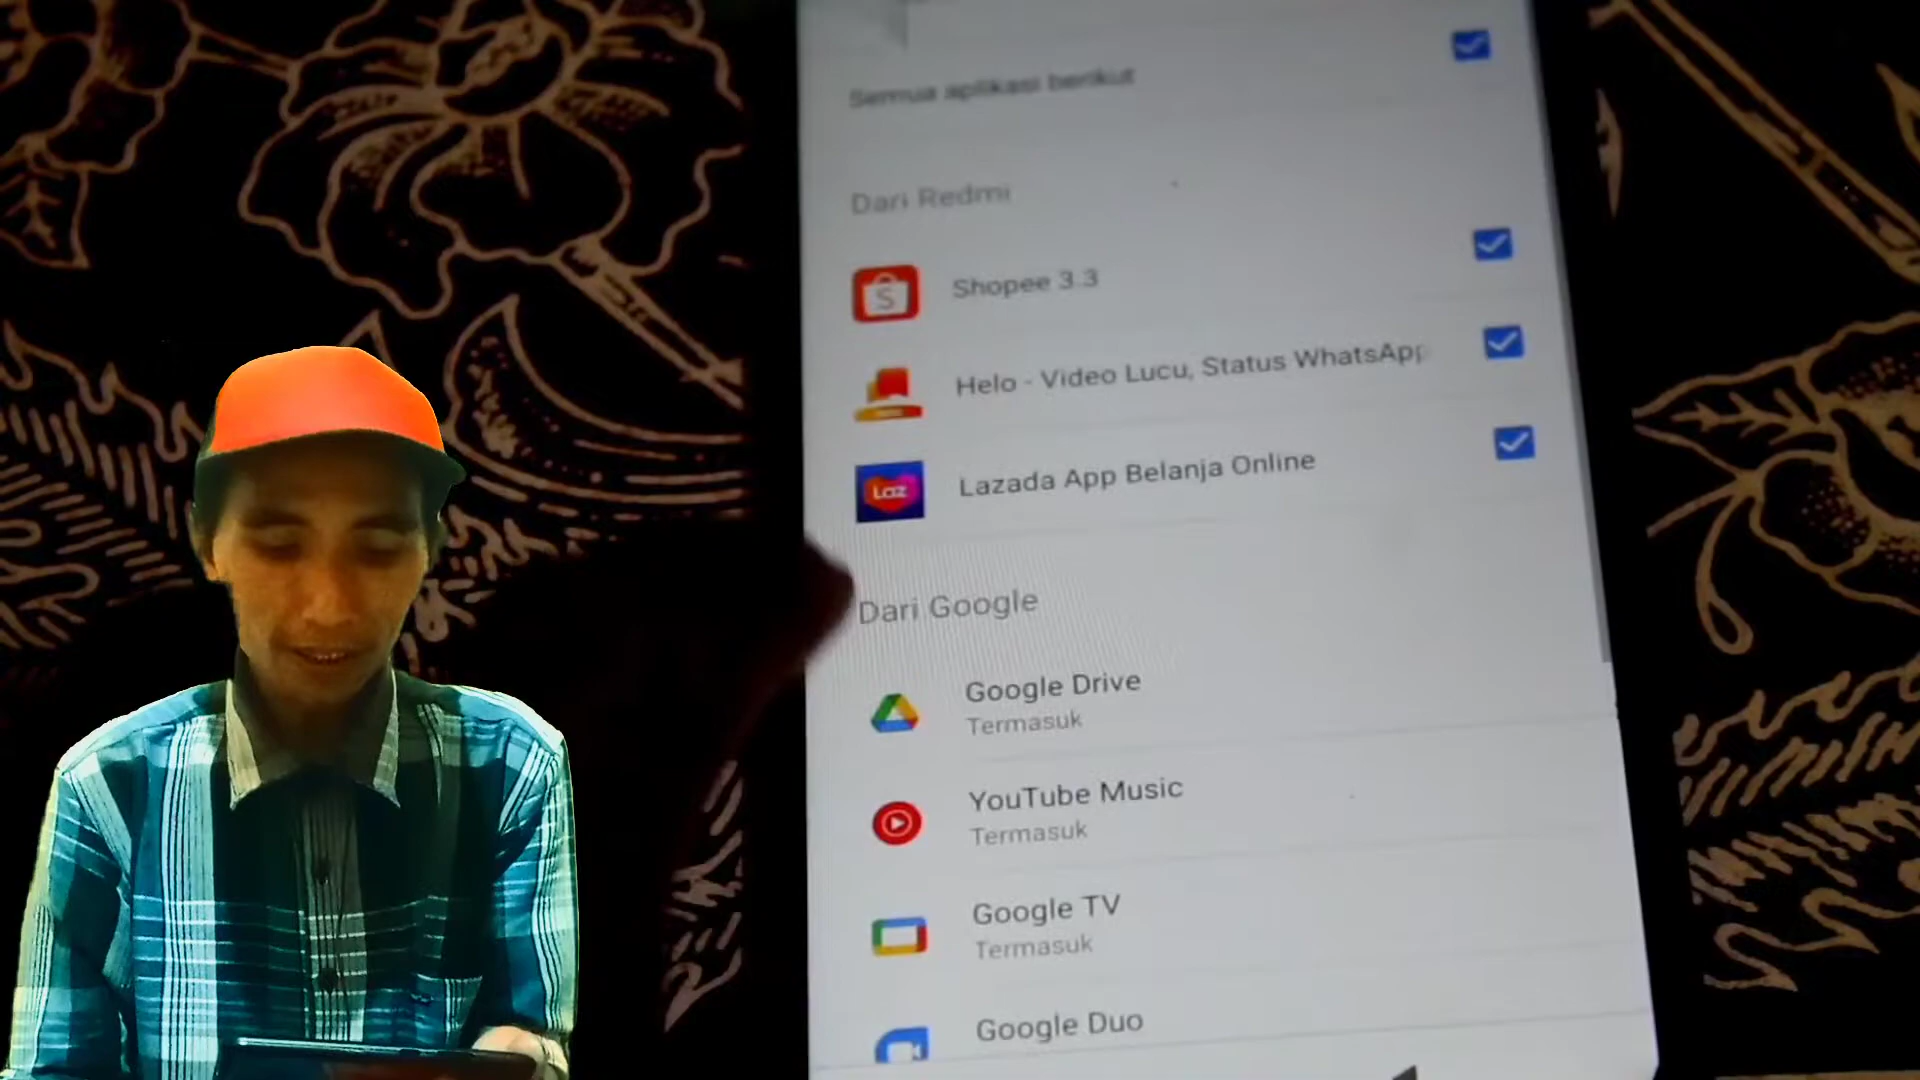 Semua aplikasi berikut
Dari Redmi
S
Shopee 3.3
Helo - Video Lucu, Status WhatsApp
Laz
Lazada App Belanja Online
Dari Google
Google Drive
Termasuk
YouTube Music
Termasuk
Google TV
Termasuk
Google Duo